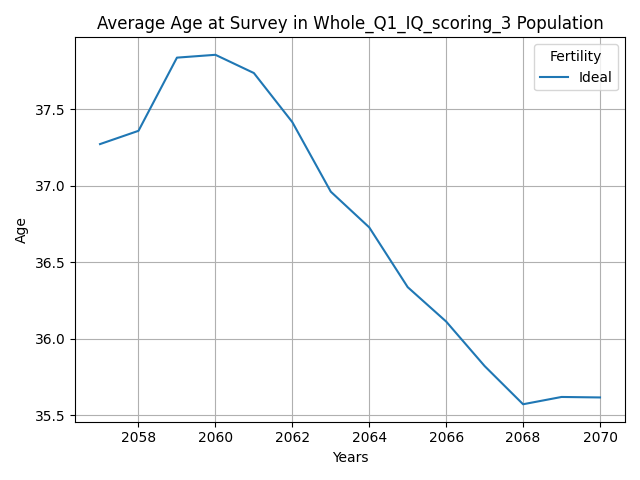 Average Age at Survey in Whole_Q1_IQ_scoring_3 Population
Fertility
Ideal
37.5
37.0
36.5
36.0
35.5
Age
2058 2060 2062 2064 2066 2068 2070
Years